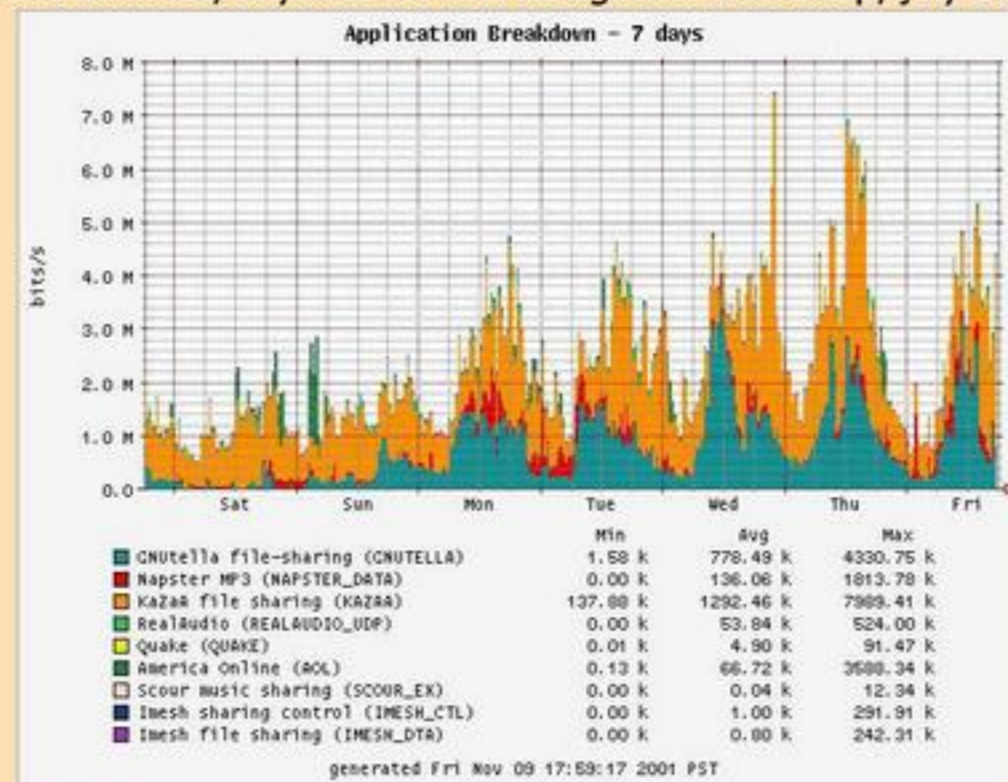 Application Breakdown - 7 days
8.0 M
7.0 M
6.0 M
5.0 M
4.0 M
3.0 M
2.0 M
1.0 M
0.0
bits/s
Sat Sun Mon Tue Wed Thu Fri
Min Avg Max
GNUtella file-sharing (GNUTELLA) 1.58 k 778.49 k 4330.75 k
Napster MP3 (NAPSTER_DATA) 0.00 k 136.06 k 1813.78 k
KaZaA file sharing (KAZAA) 137.88 k 1292.46 k 7989.41 k
RealAudio (REALAUDIO_UDP) 0.00 k 53.84 k 524.00 k
Quake (QUAKE) 0.01 k 4.90 k 91.47 k
America Online (AOL) 0.13 k 66.72 k 3588.34 k
Scour music sharing (SCOUR_EX) 0.00 k 0.04 k 12.34 k
Imesh sharing control (IMESH_CTL) 0.00 k 1.00 k 291.91 k
Imesh file sharing (IMESH_DTA) 0.00 k 0.80 k 242.31 k
generated Fri Nov 09 17:59:17 2001 PST